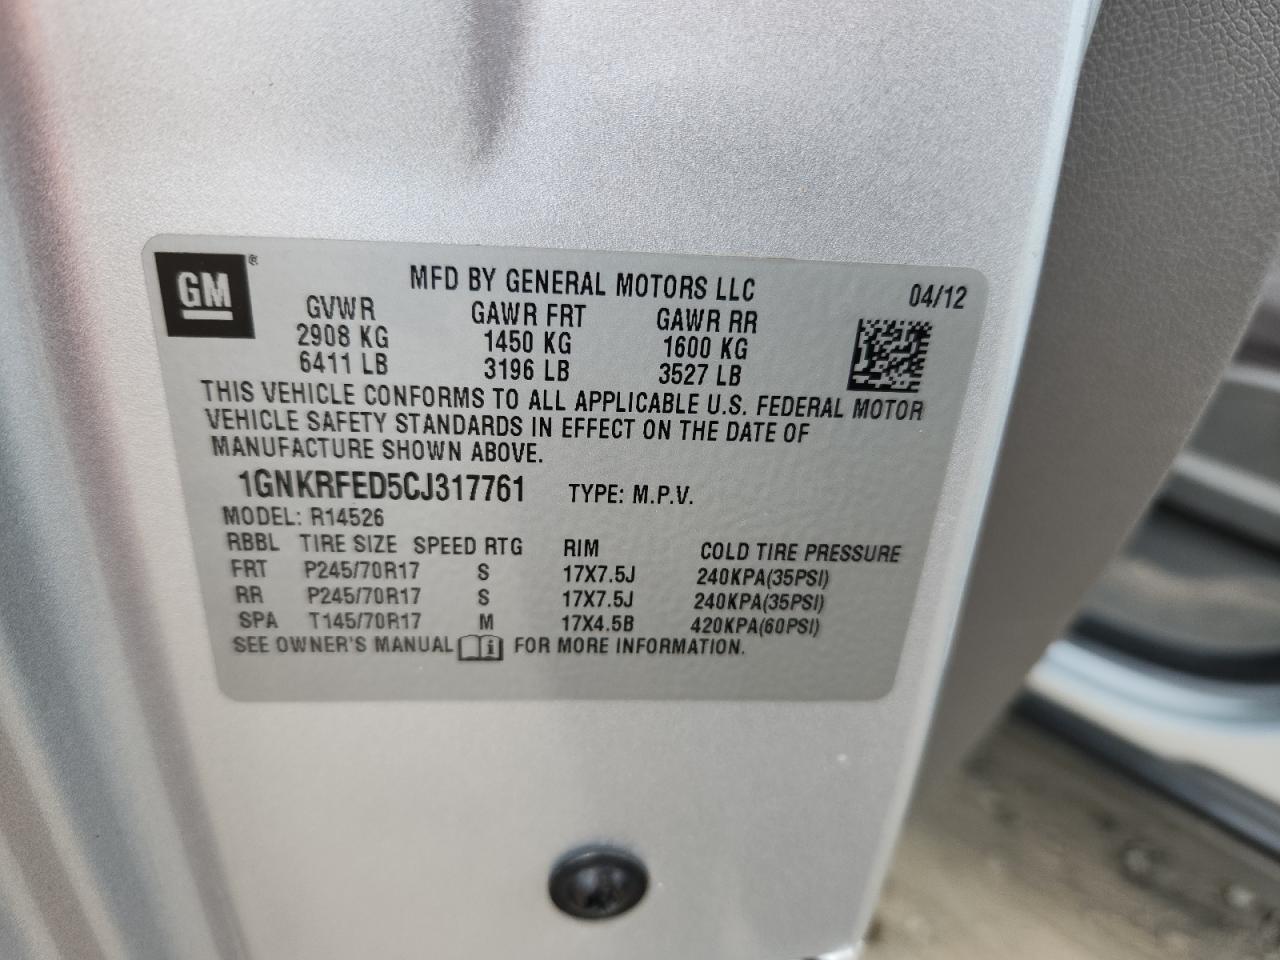 GM®
MFD BY GENERAL MOTORS LLC 04/12
GVWR GAWR FRT GAWR RR
2908 KG 1450 KG 1600 KG
6411 LB 3196 LB 3527 LB
THIS VEHICLE CONFORMS TO ALL APPLICABLE U.S. FEDERAL MOTOR
VEHICLE SAFETY STANDARDS IN EFFECT ON THE DATE OF
MANUFACTURE SHOWN ABOVE.
1GNKRFED5CJ317761 TYPE: M.P.V.
MODEL: R14526
RBBL TIRE SIZE SPEED RTG RIM COLD TIRE PRESSURE
FRT P245/70R17 S 17X7.5J 240KPA(35PSI)
RR P245/70R17 S 17X7.5J 240KPA(35PSI)
SPA T145/70R17 M 17X4.5B 420KPA(60PSI)
SEE OWNER'S MANUAL i FOR MORE INFORMATION.